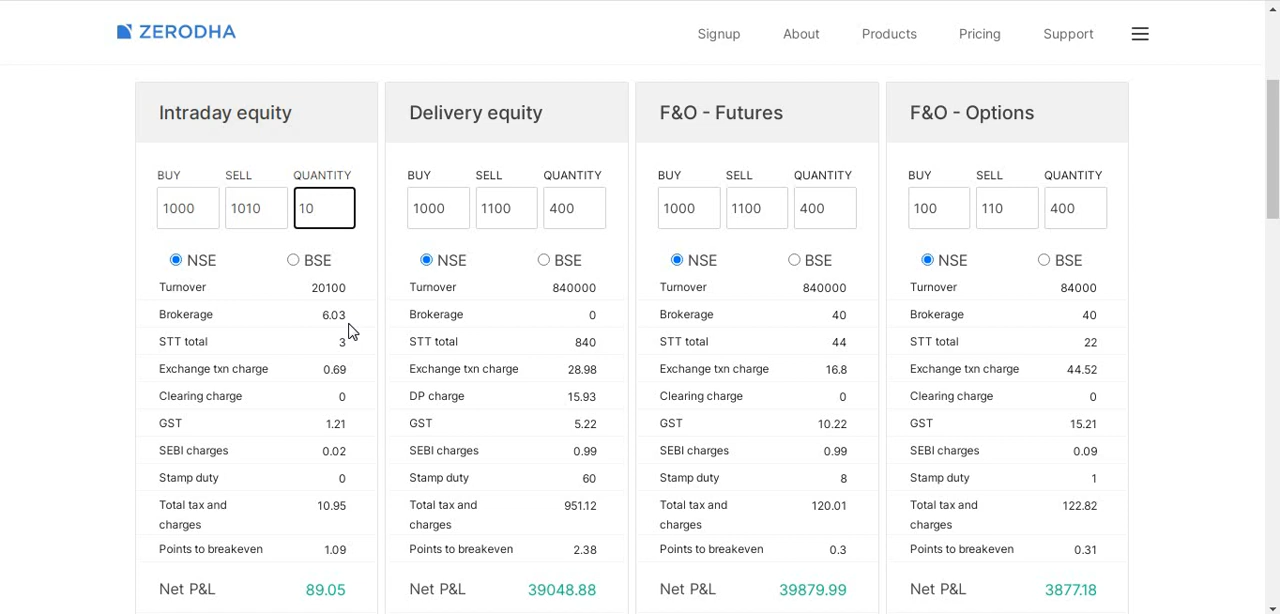 ZERODHA
Signup About Products Pricing Support
Intraday equity
BUY SELL QUANTITY
1000 1010 10
NSE BSE
Turnover 20100
Brokerage 6.03
STT total 3
Exchange txn charge 0.69
Clearing charge 0
GST 1.21
SEBI charges 0.02
Stamp duty 0
Total tax and 10.95
charges
Points to breakeven 1.09
Net P&L 89.05
Delivery equity
BUY SELL QUANTITY
1000 1100 400
NSE BSE
Turnover 840000
Brokerage 0
STT total 840
Exchange txn charge 28.98
DP charge 15.93
GST 5.22
SEBI charges 0.99
Stamp duty 60
Total tax and 951.12
charges
Points to breakeven 2.38
Net P&L 39048.88
F&O - Futures
BUY SELL QUANTITY
1000 1100 400
NSE BSE
Turnover 840000
Brokerage 40
STT total 44
Exchange txn charge 16.8
Clearing charge 0
GST 10.22
SEBI charges 0.99
Stamp duty 8
Total tax and 120.01
charges
Points to breakeven 0.3
Net P&L 39879.99
F&O - Options
BUY SELL QUANTITY
100 110 400
NSE BSE
Turnover 84000
Brokerage 40
STT total 22
Exchange txn charge 44.52
Clearing charge 0
GST 15.21
SEBI charges 0.09
Stamp duty 1
Total tax and 122.82
charges
Points to breakeven 0.31
Net P&L 3877.18